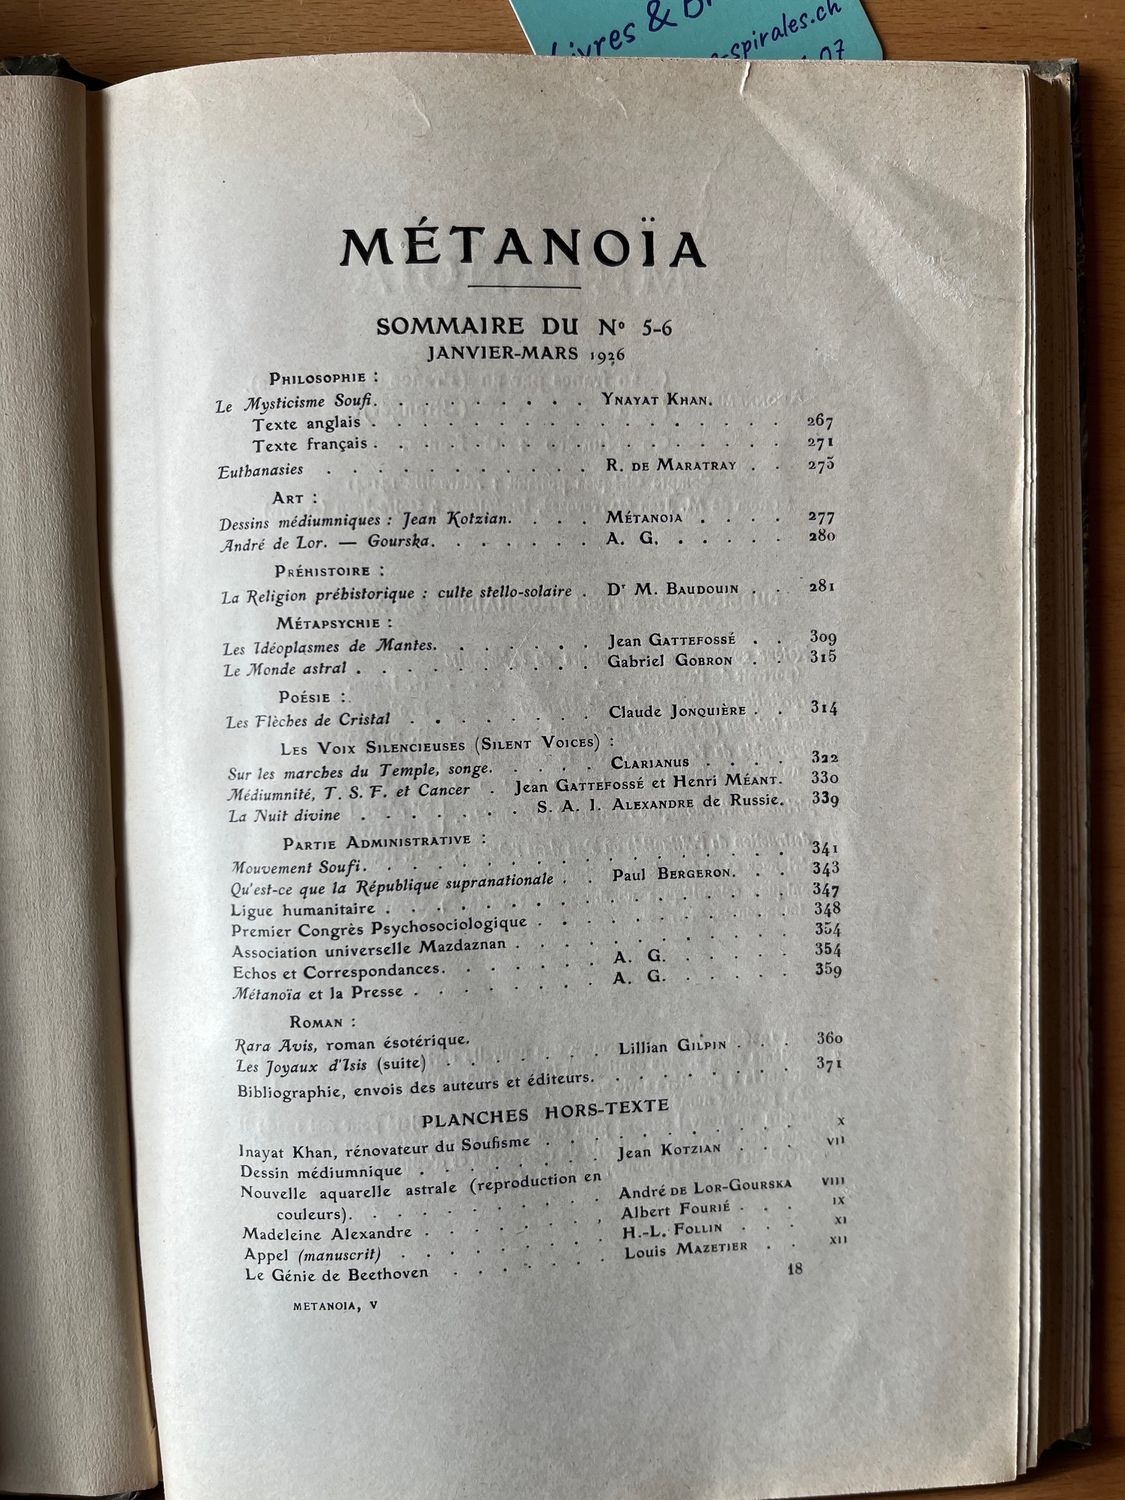 Livres &
spirales.ch
07
MÉTANOÏA
SOMMAIRE DU Nº 5-6
JANVIER-MARS 1926
PHILOSOPHIE :
Le Mysticisme Soufi. . . . . . . . . . YNAYAT KHAN.
Texte anglais . . . . . . . . . . . . . . . . . . 267
Texte français . . . . . . . . . . . . . . . . . . 271
Euthanasies . . . . . . . . . . . R. DE MARATRAY . . 275
ART :
Dessins médiumniques : Jean Kotzian. . . . . MÉTANOIA . . . . 277
André de Lor. — Gourska. . . . . . . . A. G. . . . . . 280
PRÉHISTOIRE :
La Religion préhistorique : culte stello-solaire . Dr M. BAUDOUIN . . 281
MÉTAPSYCHIE :
Les Idéoplasmes de Mantes. . . . . . . Jean GATTEFOSSÉ . . 309
Le Monde astral . . . . . . . . . . Gabriel GOBRON . . 315
POÉSIE :
Les Flèches de Cristal . . . . . . . Claude JONQUIÈRE . . 314
LES VOIX SILENCIEUSES (SILENT VOICES) :
Sur les marches du Temple, songe. . . . . CLARIANUS . . . . 322
Médiumnité, T. S. F. et Cancer . Jean GATTEFOSSÉ et Henri MÉANT. 330
La Nuit divine . . . . . . . S. A. I. ALEXANDRE de Russie. 339
PARTIE ADMINISTRATIVE :
Mouvement Soufi. . . . . . . . . . . . . . . . . . 341
Qu'est-ce que la République supranationale . . Paul BERGERON. . . 343
Ligue humanitaire . . . . . . . . . . . . . . . . . 347
Premier Congrès Psychosociologique . . . . . . . . . . 348
Association universelle Mazdaznan . . . . . . . . . . . 354
Echos et Correspondances. . . . . . . . A. G. . . . . . 354
Métanoïa et la Presse . . . . . . . . A. G. . . . . . 359
ROMAN :
Rara Avis, roman ésotérique.
Les Joyaux d'Isis (suite) . . . . . . . Lillian GILPIN . . . 360
Bibliographie, envois des auteurs et éditeurs. . . . . . . . 371
PLANCHES HORS-TEXTE
Inayat Khan, rénovateur du Soufisme . . . . . . . . . . X
Dessin médiumnique . . . . . . . . Jean KOTZIAN . . . VII
Nouvelle aquarelle astrale (reproduction en
couleurs). . . . . . . . . . André DE LOR-GOURSKA VIII
Madeleine Alexandre . . . . . . . . Albert FOURIÉ . . . IX
Appel (manuscrit) . . . . . . . . H.-L. FOLLIN . . . XI
Le Génie de Beethoven . . . . . . . Louis MAZETIER . . XII
18
METANOIA, V